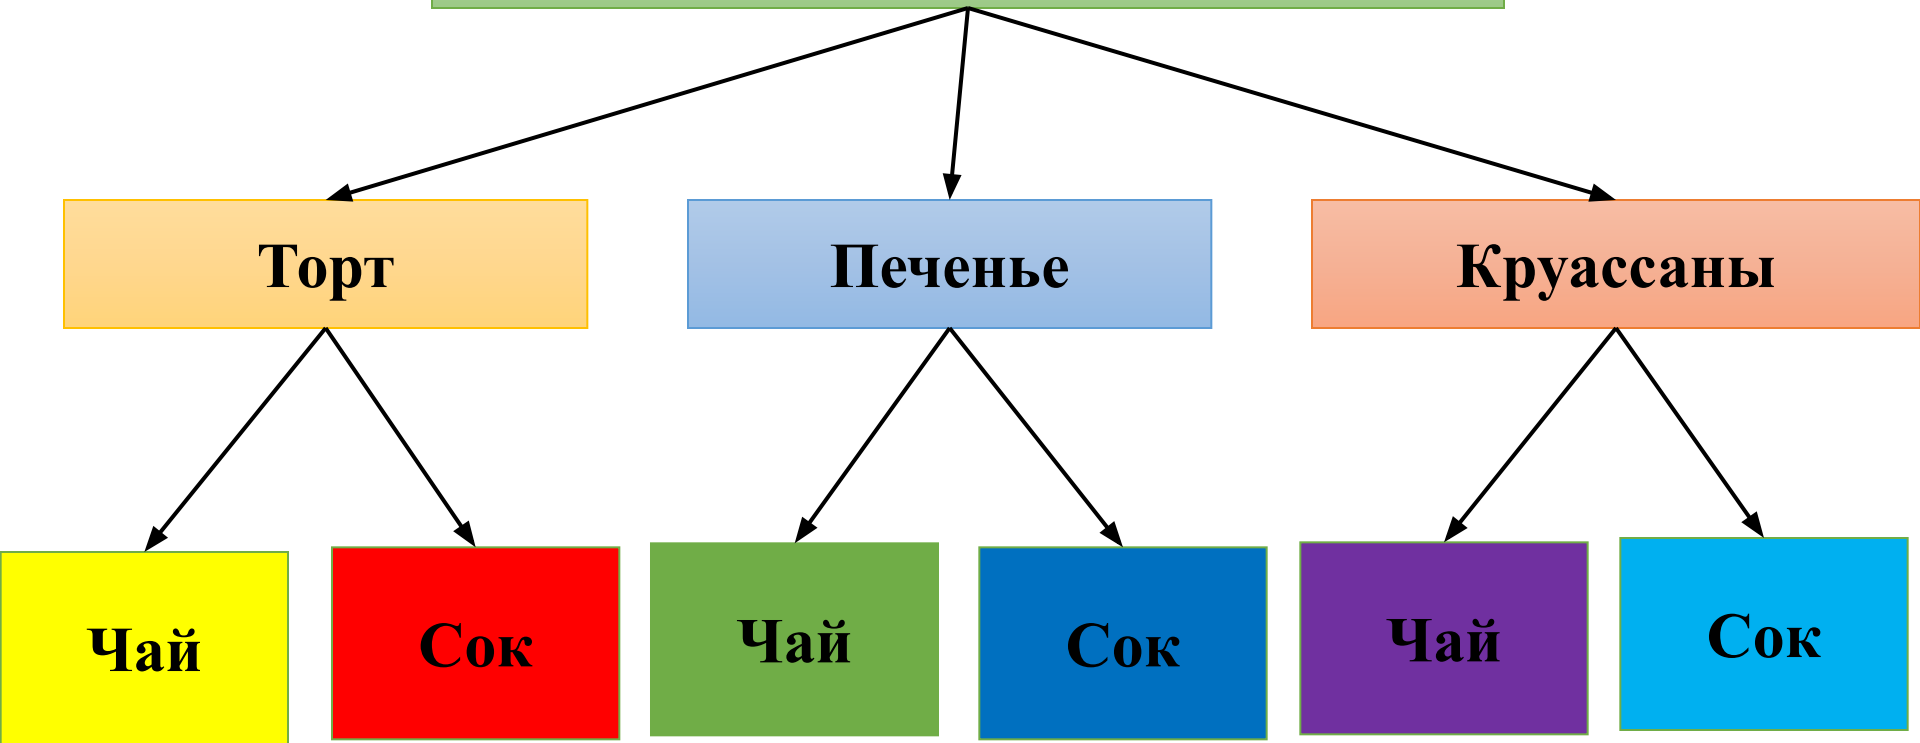 Торт
Печенье
Круассаны
Чай
Сок
Чай
Сок
Чай
Сок